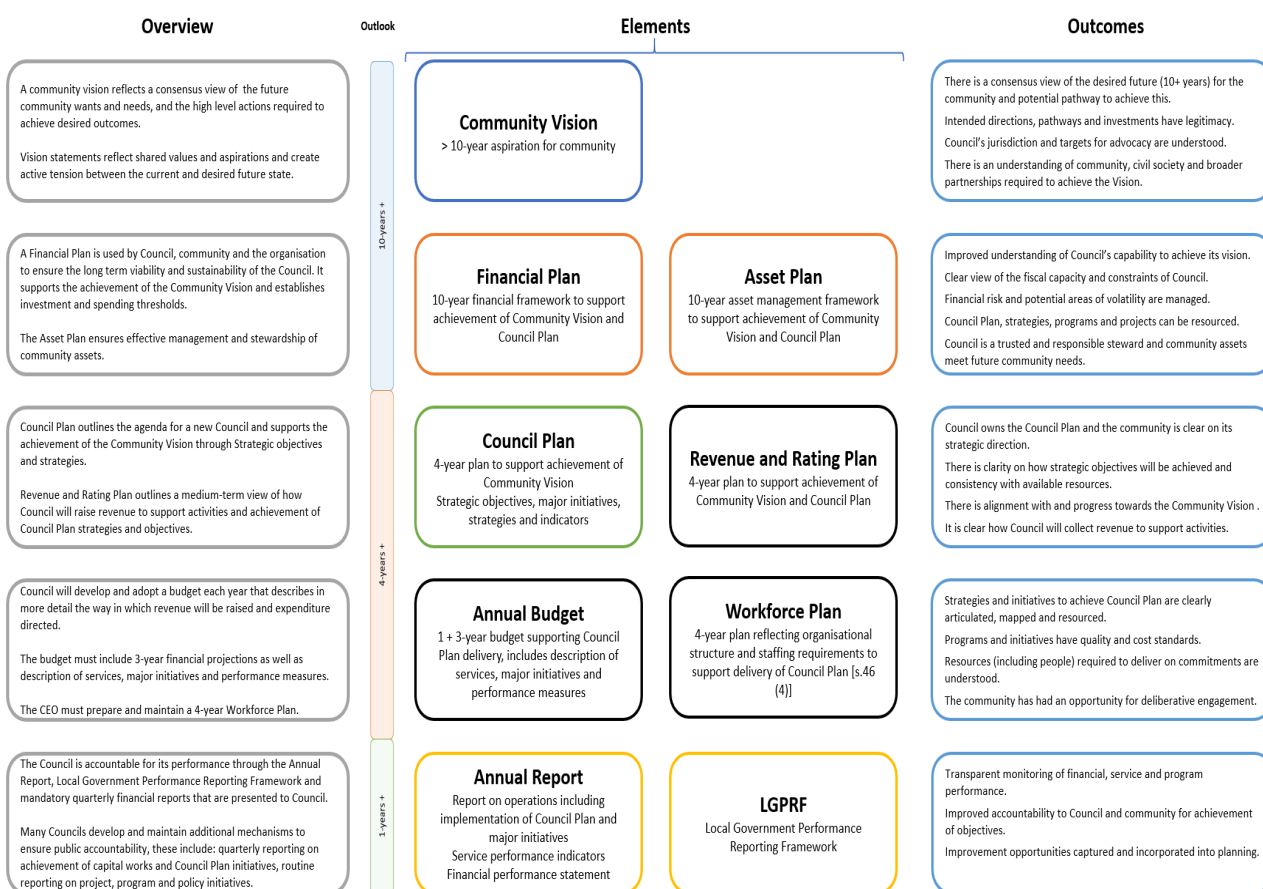 Overview
Outlook
Elements
Outcomes
A community vision reflects a consensus view of  the future
community wants and needs, and the high level actions required to
achieve desired outcomes.
Vision statements reflect shared values and aspirations and create
active tension between the current and desired future state.
10-years +
Community Vision
> 10-year aspiration for community
There is a consensus view of the desired future (10+ years) for the
community and potential pathway to achieve this.
Intended directions, pathways and investments have legitimacy.
Council's jurisdiction and targets for advocacy are understood.
There is an understanding of community, civil society and broader
partnerships required to achieve the Vision.
A Financial Plan is used by Council, community and the organisation
to ensure the long term viability and sustainability of the Council. It
supports the achievement of the Community Vision and establishes
investment and spending thresholds.
The Asset Plan ensures effective management and stewardship of
community assets.
Financial Plan
10-year financial framework to support
achievement of Community Vision and
Council Plan
Asset Plan
10-year asset management framework
to support achievement of Community
Vision and Council Plan
Improved understanding of Council's capability to achieve its vision.
Clear view of the fiscal capacity and constraints of Council.
Financial risk and potential areas of volatility are managed.
Council Plan, strategies, programs and projects can be resourced.
Council is a trusted and responsible steward and community assets
meet future community needs.
Council Plan outlines the agenda for a new Council and supports the
achievement of the Community Vision through Strategic objectives
and strategies.
Revenue and Rating Plan outlines a medium-term view of how
Council will raise revenue to support activities and achievement of
Council Plan strategies and objectives.
4-years +
Council Plan
4-year plan to support achievement of
Community Vision
Strategic objectives, major initiatives,
strategies and indicators
Revenue and Rating Plan
4-year plan to support achievement of
Community Vision and Council Plan
Council owns the Council Plan and the community is clear on its
strategic direction.
There is clarity on how strategic objectives will be achieved and
consistency with available resources.
There is alignment with and progress towards the Community Vision .
It is clear how Council will collect revenue to support activities.
Council will develop and adopt a budget each year that describes in
more detail the way in which revenue will be raised and expenditure
directed.
The budget must include 3-year financial projections as well as
description of services, major initiatives and performance measures.
The CEO must prepare and maintain a 4-year Workforce Plan.
Annual Budget
1 + 3-year budget supporting Council
Plan delivery, includes description of
services, major initiatives and
performance measures
Workforce Plan
4-year plan reflecting organisational
structure and staffing requirements to
support delivery of Council Plan [s.46
(4)]
Strategies and initiatives to achieve Council Plan are clearly
articulated, mapped and resourced.
Programs and initiatives have quality and cost standards.
Resources (including people) required to deliver on commitments are
understood.
The community has had an opportunity for deliberative engagement.
The Council is accountable for its performance through the Annual
Report, Local Government Performance Reporting Framework and
mandatory quarterly financial reports that are presented to Council.
Many Councils develop and maintain additional mechanisms to
ensure public accountability, these include: quarterly reporting on
achievement of capital works and Council Plan initiatives, routine
reporting on project, program and policy initiatives.
1-years +
Annual Report
Report on operations including
implementation of Council Plan and
major initiatives
Service performance indicators
Financial performance statement
LGPRF
Local Government Performance
Reporting Framework
Transparent monitoring of financial, service and program
performance.
Improved accountability to Council and community for achievement
of objectives.
Improvement opportunities captured and incorporated into planning.